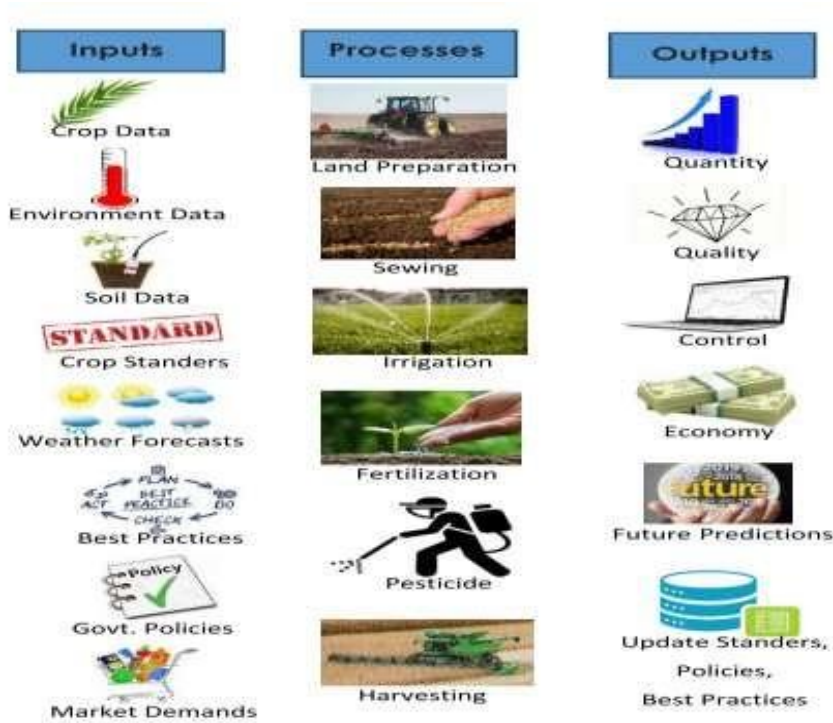 Inputs
Crop Data
Environment Data
Soil Data
STANDARD
Crop Standers
Weather Forecasts
PLAN
ACT
BEST
PRACTICE
DO
CHECK
Best Practices
Policy
Govt. Policies
Market Demands
Processes
Land Preparation
Sewing
Irrigation
Fertilization
Pesticide
Harvesting
Outputs
Quantity
Quality
Control
Economy
Future
Future Predictions
Update Standers,
Policies,
Best Practices